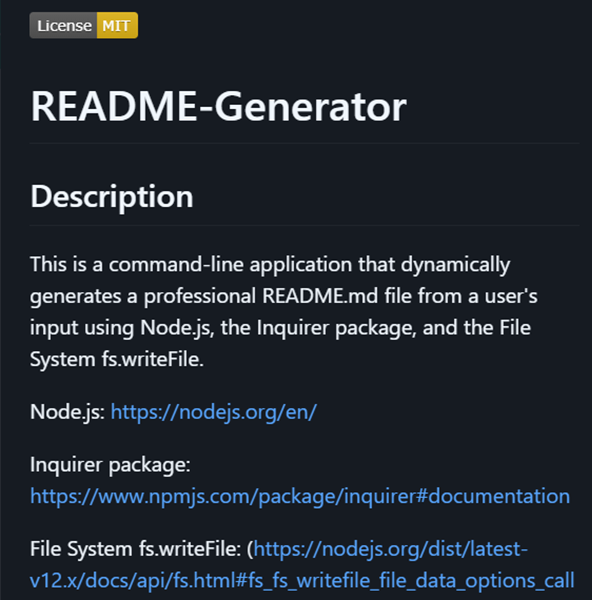 License MIT
README-Generator
Description
This is a command-line application that dynamically
generates a professional README.md file from a user's
input using Node.js, the Inquirer package, and the File
System fs.writeFile.
Node.js: https://nodejs.org/en/
Inquirer package:
https://www.npmjs.com/package/inquirer#documentation
File System fs.writeFile: (https://nodejs.org/dist/latest-
v12.x/docs/api/fs.html#fs_fs_writefile_file_data_options_call